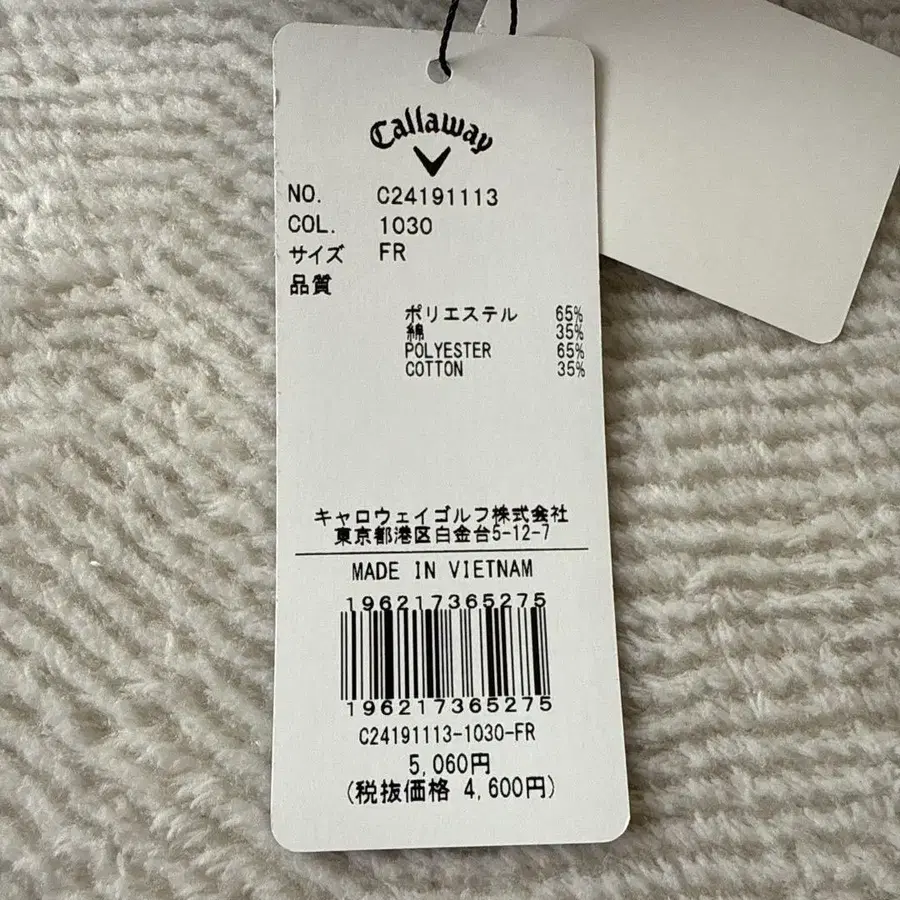 Callaway
NO. C24191113
COL. 1030
サイズ FR
品質
ポリエステル 65%
綿 35%
POLYESTER 65%
COTTON 35%
キャロウェイゴルフ株式会社
東京都港区白金台5-12-7
MADE IN VIETNAM
196217365275
196217365275
C24191113-1030-FR
5,060円
(税抜価格 4,600円)